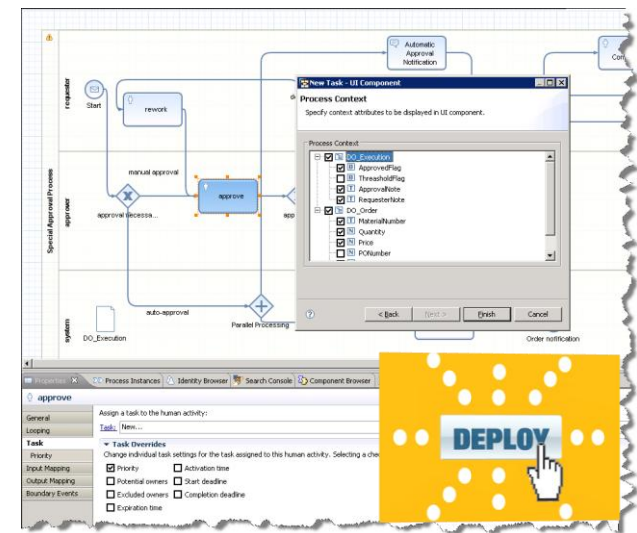 Automatic
Approval
Notification
New Task - UI Component
Process Context
Specify context attributes to be displayed in UI component.
Process Context
DO_Execution
ApprovedFlag
ThreasholdFlag
ApprovalNote
RequesterNote
DO_Order
MaterialNumber
Quantity
Price
PONumber
< Back
Next >
Finish
Cancel
requester
Start
rework
Special Approval Process
approver
manual approval
approve
approval necessa...
system
auto-approval
Parallel Processing
DO_Execution
Order notification
Properties
Process Instances
Identity Browser
Search Console
Component Browser
approve
General
Looping
Task
Priority
Input Mapping
Output Mapping
Boundary Events
Assign a task to the human activity:
Task: New...
Task Overrides
Change individual task settings for the task assigned to this human activity. Selecting a che
Priority
Activation time
Potential owners
Start deadline
Excluded owners
Completion deadline
Expiration time
DEPLOY